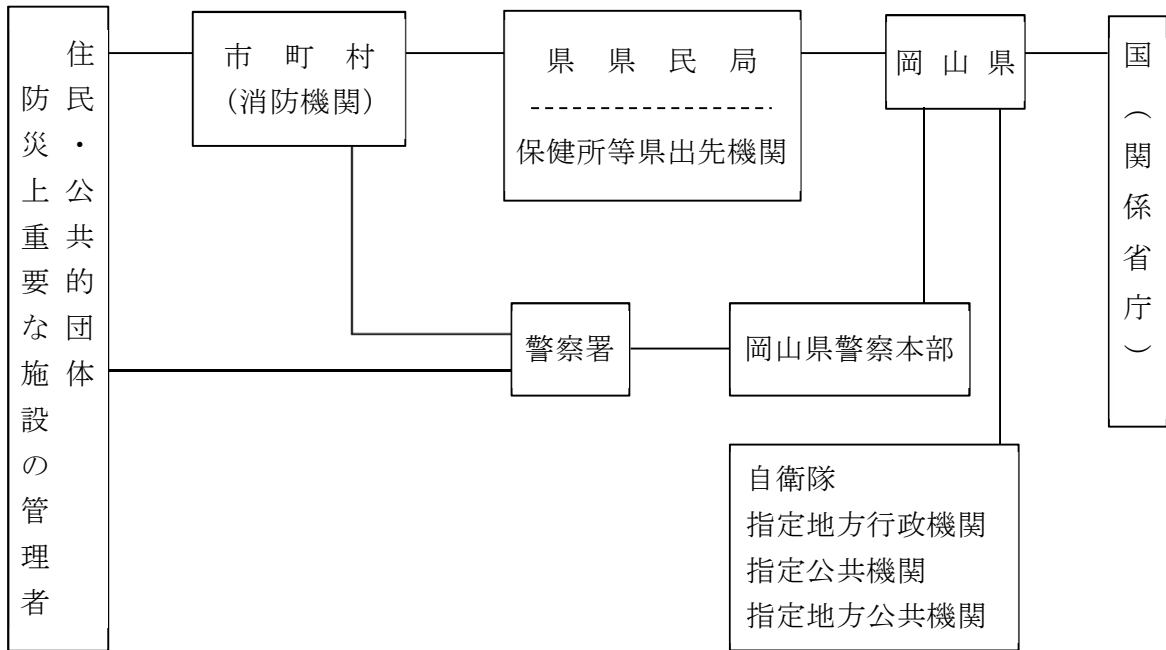 住民・公共的団体
防災上重要な施設の管理者
市町村
（消防機関）
県県民局
保健所等県出先機関
岡山県
国（関係省庁）
警察署
岡山県警察本部
自衛隊
指定地方行政機関
指定公共機関
指定地方公共機関